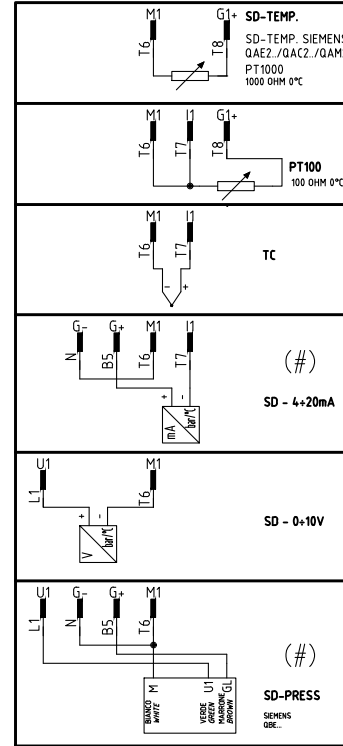 M1 G1+ SD-TEMP.
T6 T8
SD-TEMP. SIEMENS
QAE2../QAC2../QAM2
PT1000
1000 OHM 0°C
M1 I1 G1+
T6 T7 T8
PT100
100 OHM 0°C
M1 I1
T6 T7
TC
- +
G- G+ M1 I1
N B5 T6 T7
(#)
+ -
mA bar/°C
SD - 4÷20mA
U1 M1
L1 T6
+ -
V bar/°C
SD - 0÷10V
U1 G- G+ M1
L1 N B5 T6
(#)
M U1 GL
BIANCO WHITE
VERDE GREEN
MARRONE BROWN
SD-PRESS
SIEMENS
QBE...